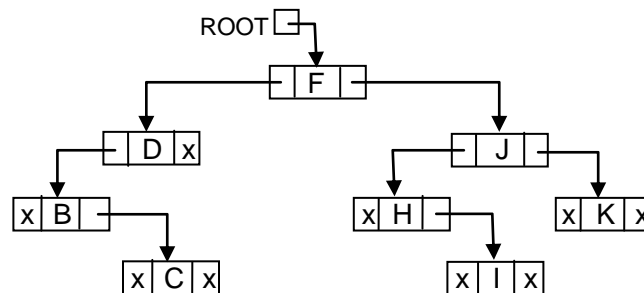 ROOT
F
D x J
x B x H x K x
x C x x I x